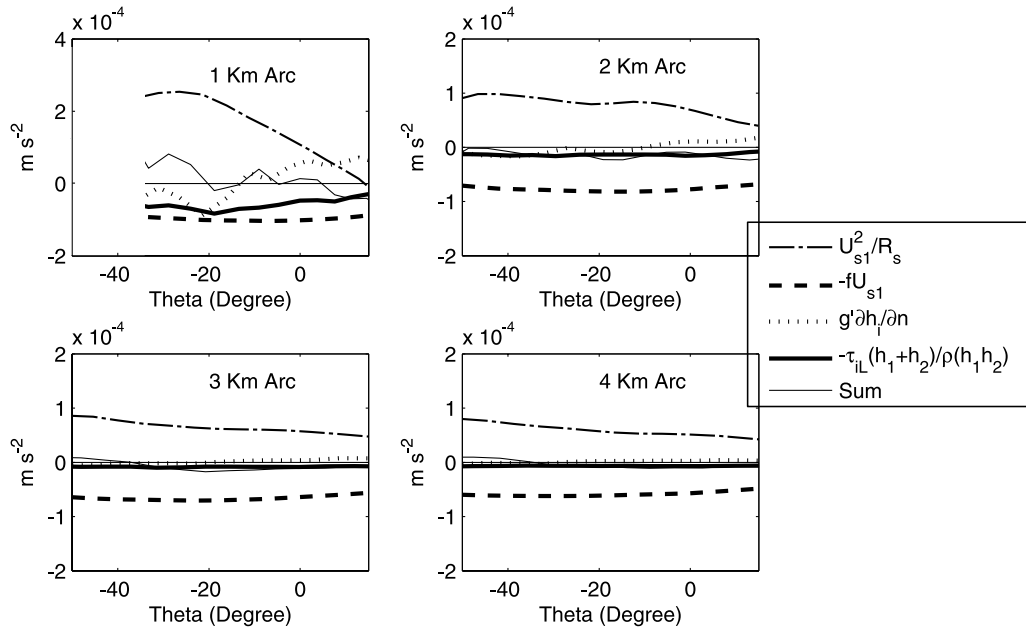 x 10^-4
1 Km Arc
4
2
0
-2
m s^-2
-40 -20 0
Theta (Degree)
x 10^-4
2 Km Arc
2
1
0
-1
-2
m s^-2
-40 -20 0
Theta (Degree)
U_s1^2/R_s
-fU_s1
g'∂h_i/∂n
-τ_iL(h_1+h_2)/ρ(h_1h_2)
Sum
x 10^-4
3 Km Arc
2
1
0
-1
-2
m s^-2
-40 -20 0
Theta (Degree)
x 10^-4
4 Km Arc
2
1
0
-1
-2
m s^-2
-40 -20 0
Theta (Degree)